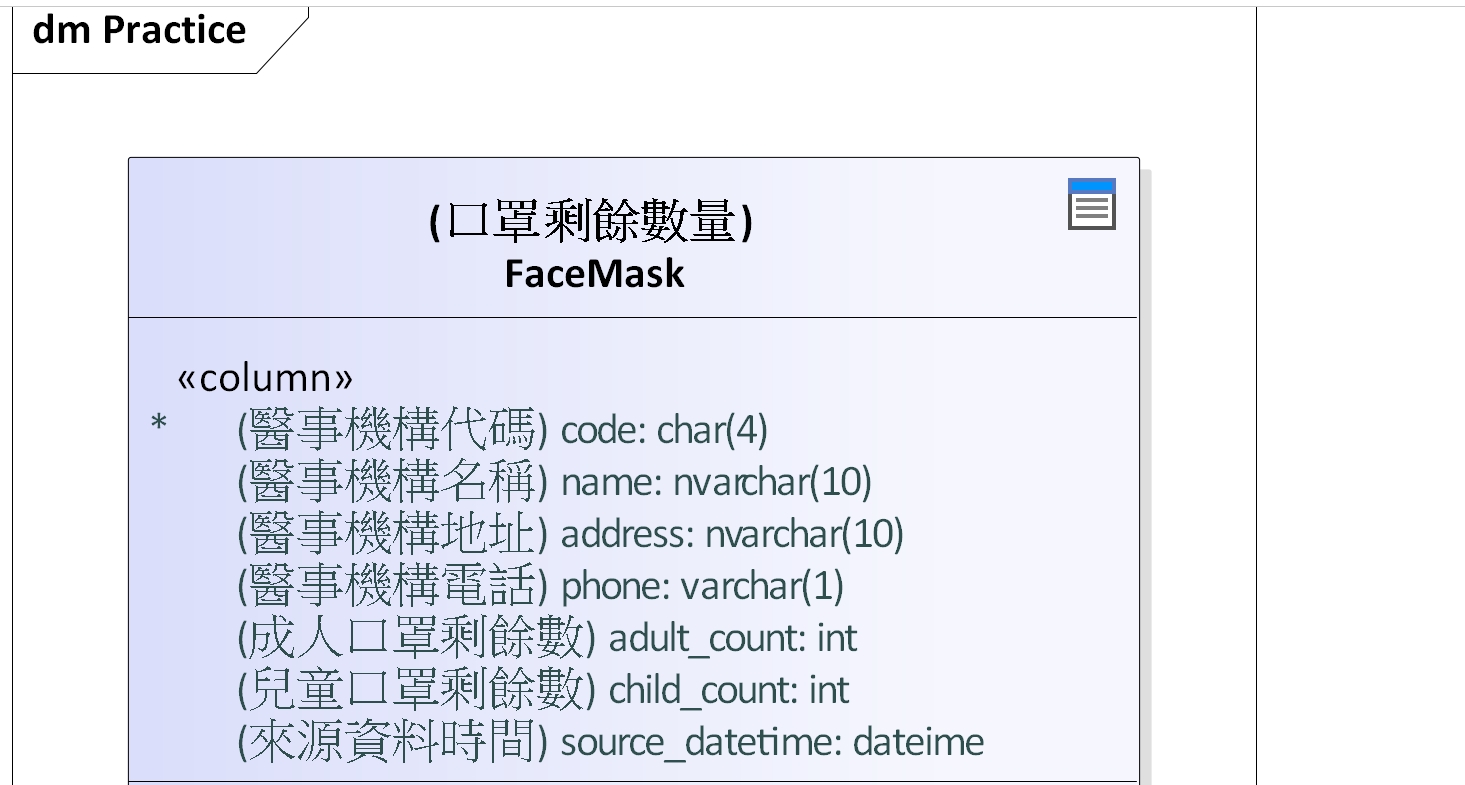 dm Practice
(口罩剩餘數量)
FaceMask
«column»
* (醫事機構代碼) code: char(4)
(醫事機構名稱) name: nvarchar(10)
(醫事機構地址) address: nvarchar(10)
(醫事機構電話) phone: varchar(1)
(成人口罩剩餘數) adult_count: int
(兒童口罩剩餘數) child_count: int
(來源資料時間) source_datetime: dateime